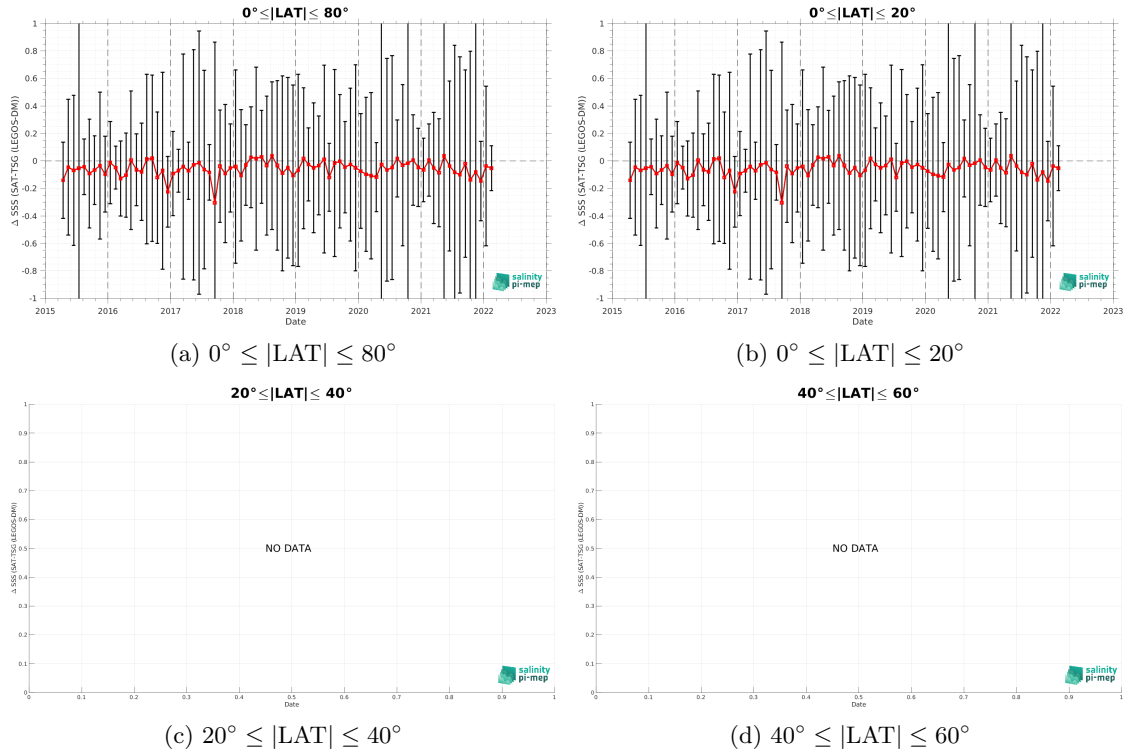 0°≤|LAT|≤ 80°
1
0.8
0.6
0.4
0.2
0
-0.2
-0.4
-0.6
-0.8
-1
Δ SSS (SAT-TSG (LEGOS-DM))
2015 2016 2017 2018 2019 2020 2021 2022 2023
Date
salinity
pi-mep
(a) 0° ≤ |LAT| ≤ 80°
0°≤|LAT|≤ 20°
1
0.8
0.6
0.4
0.2
0
-0.2
-0.4
-0.6
-0.8
-1
Δ SSS (SAT-TSG (LEGOS-DM))
2015 2016 2017 2018 2019 2020 2021 2022 2023
Date
salinity
pi-mep
(b) 0° ≤ |LAT| ≤ 20°
20°≤|LAT|≤ 40°
1
0.9
0.8
0.7
0.6
0.5
0.4
0.3
0.2
0.1
0
Δ SSS (SAT-TSG (LEGOS-DM))
NO DATA
0 0.1 0.2 0.3 0.4 0.5 0.6 0.7 0.8 0.9 1
Date
salinity
pi-mep
(c) 20° ≤ |LAT| ≤ 40°
40°≤|LAT|≤ 60°
1
0.9
0.8
0.7
0.6
0.5
0.4
0.3
0.2
0.1
0
Δ SSS (SAT-TSG (LEGOS-DM))
NO DATA
0 0.1 0.2 0.3 0.4 0.5 0.6 0.7 0.8 0.9 1
Date
salinity
pi-mep
(d) 40° ≤ |LAT| ≤ 60°